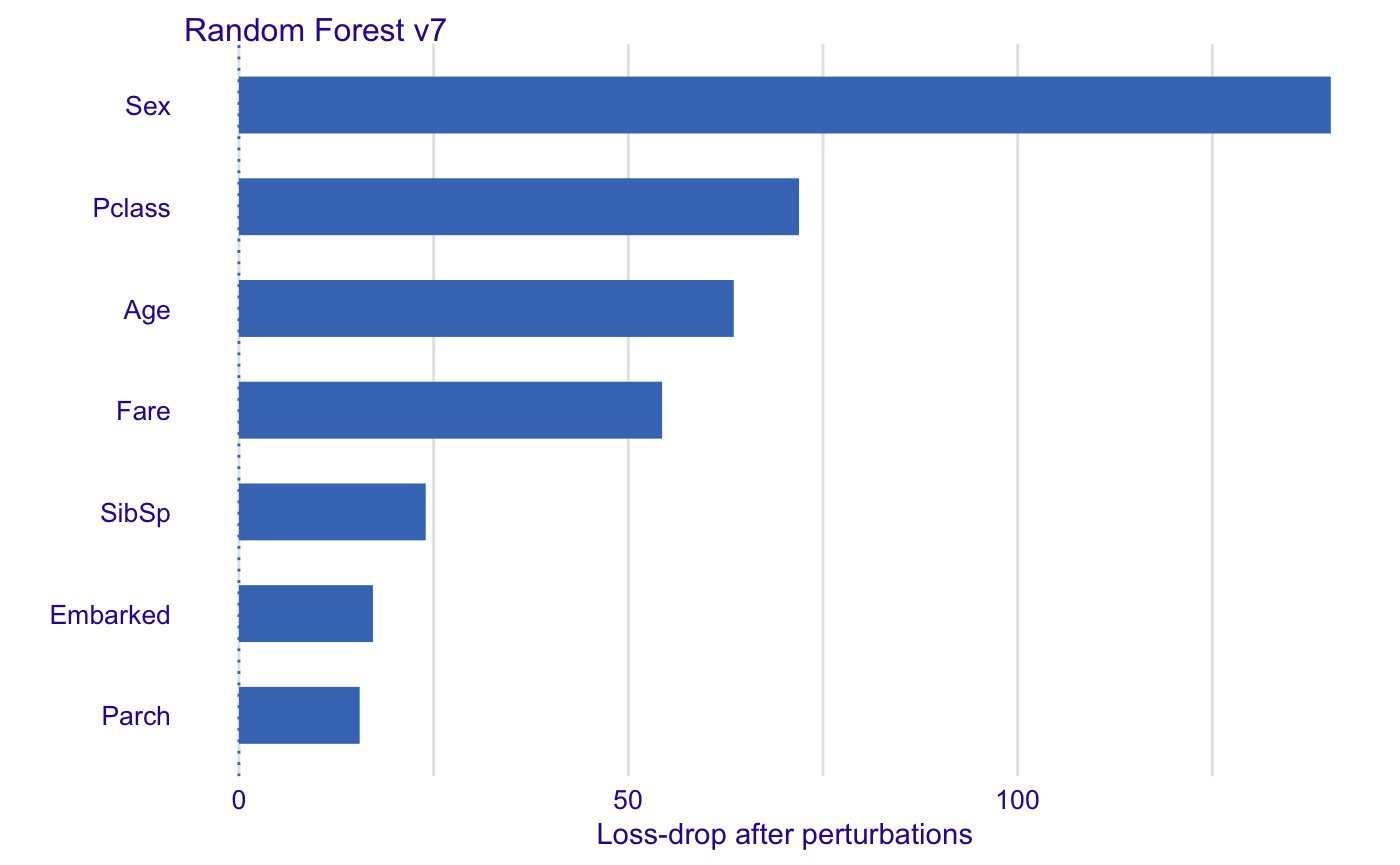 Random Forest v7
Sex
Pclass
Age
Fare
SibSp
Embarked
Parch
0 50 100
Loss-drop after perturbations